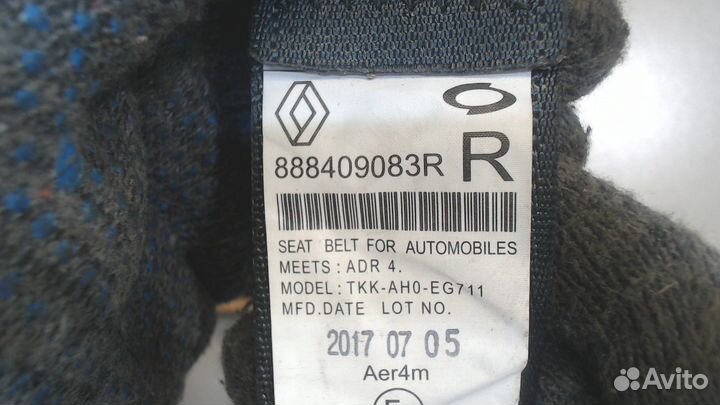 888409083R R
SEAT BELT FOR AUTOMOBILES
MEETS : ADR 4.
MODEL : TKK-AH0-EG711
MFD.DATE LOT NO.
2017 07 05
Aer4m
E
Avito